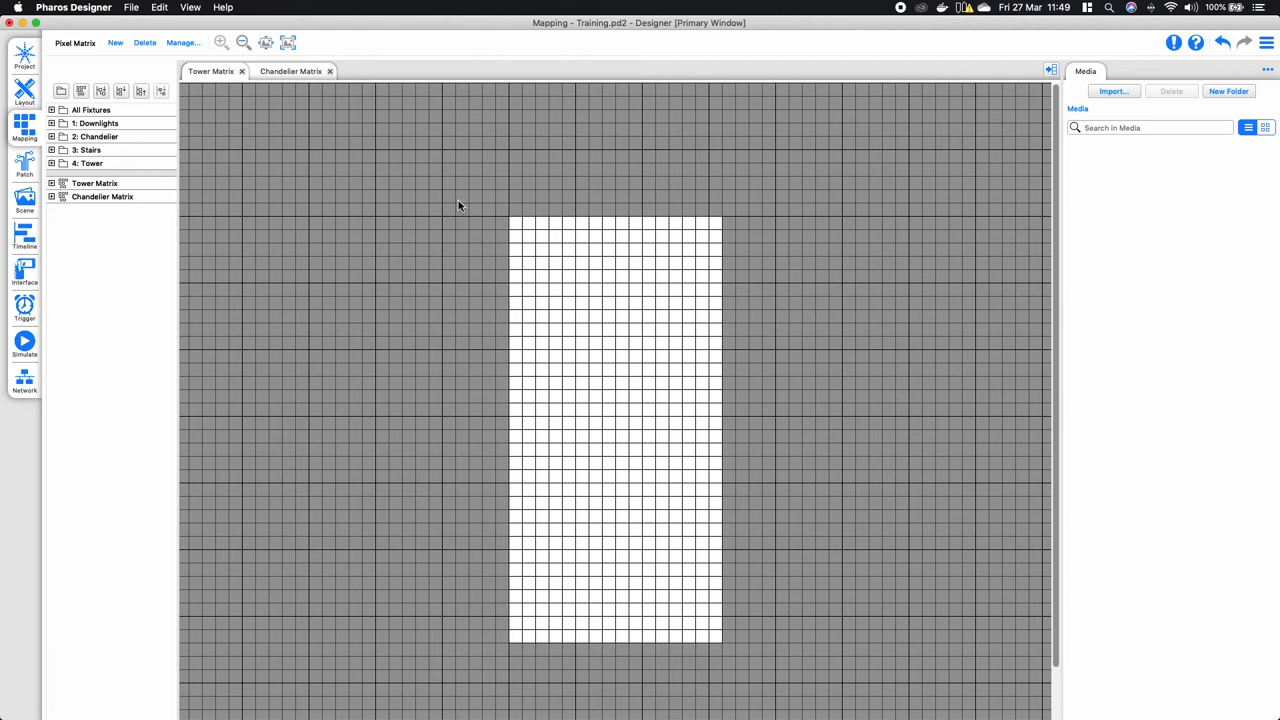 Pharos Designer File Edit View Help Fri 27 Mar 11:49 100%
Mapping - Training.pd2 - Designer [Primary Window]
Pixel Matrix New Delete Manage...
Project
Layout
Mapping
Patch
Scene
Timeline
Interface
Trigger
Simulate
Network
All Fixtures
1: Downlights
2: Chandelier
3: Stairs
4: Tower
Tower Matrix
Chandelier Matrix
Tower Matrix Chandelier Matrix
Media
Import... Delete New Folder
Media
Search in Media